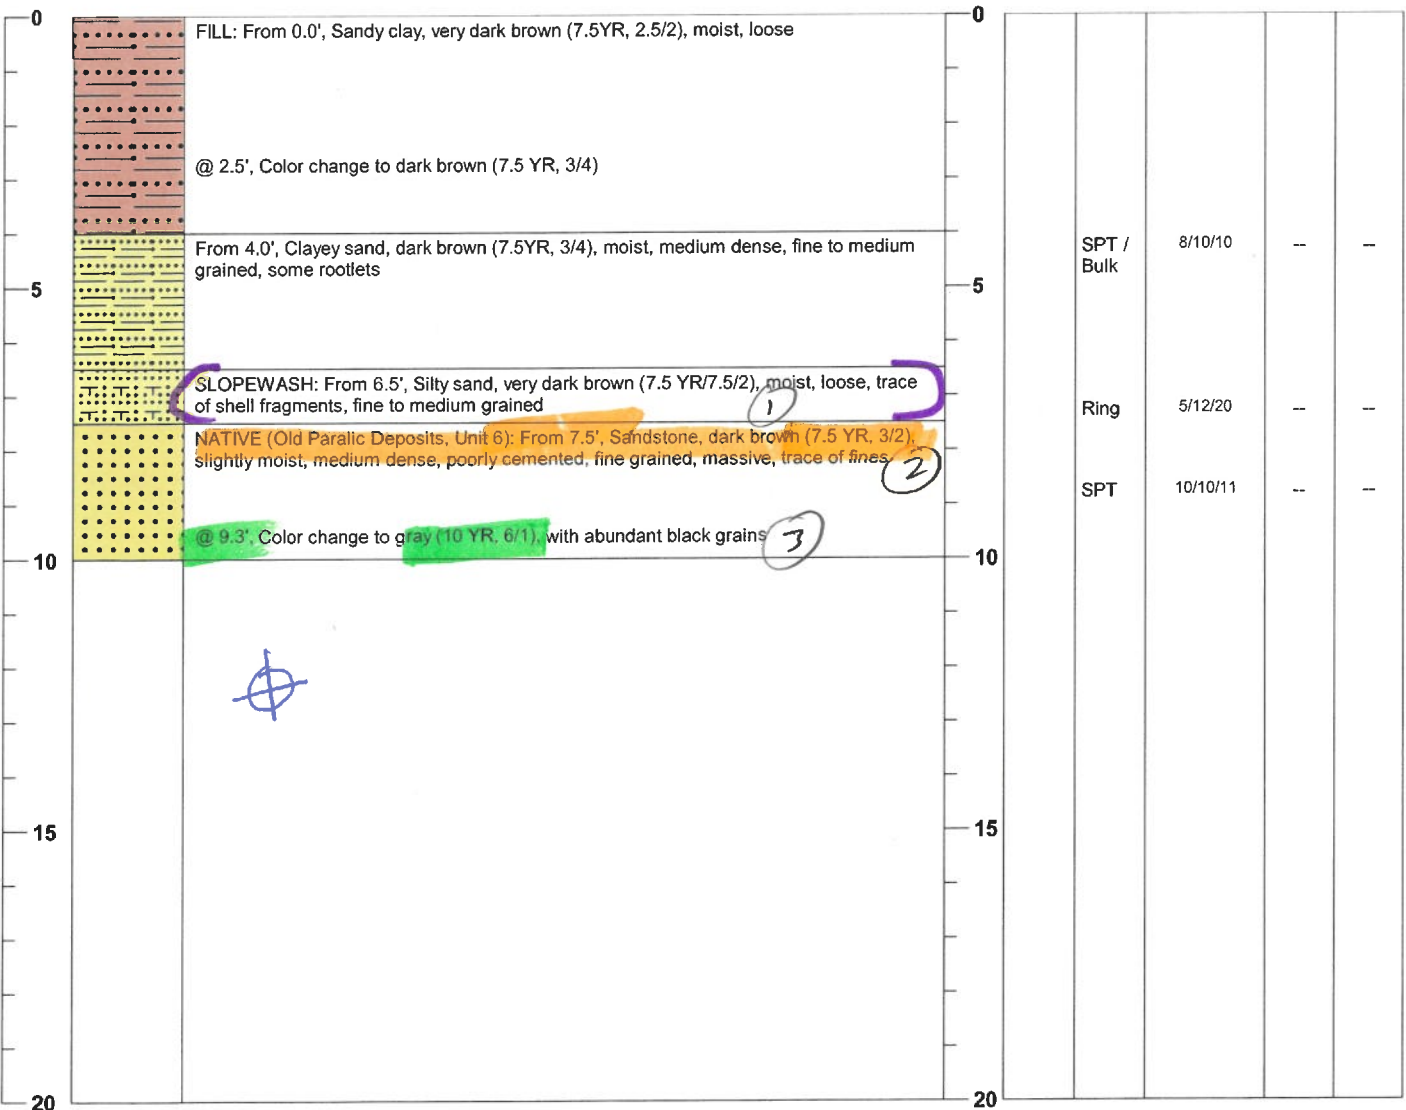 0
0
FILL: From 0.0', Sandy clay, very dark brown (7.5YR, 2.5/2), moist, loose
@ 2.5', Color change to dark brown (7.5 YR, 3/4)
From 4.0', Clayey sand, dark brown (7.5YR, 3/4), moist, medium dense, fine to medium
grained, some rootlets
SPT /
Bulk
8/10/10
--
--
5
5
SLOPEWASH: From 6.5', Silty sand, very dark brown (7.5 YR/7.5/2), moist, loose, trace
of shell fragments, fine to medium grained
1
Ring
5/12/20
--
--
NATIVE (Old Paralic Deposits, Unit 6): From 7.5', Sandstone, dark brown (7.5 YR, 3/2),
slightly moist, medium dense, poorly cemented, fine grained, massive, trace of fines
2
SPT
10/10/11
--
--
@ 9.3', Color change to gray (10 YR, 6/1), with abundant black grains
3
10
10
15
15
20
20